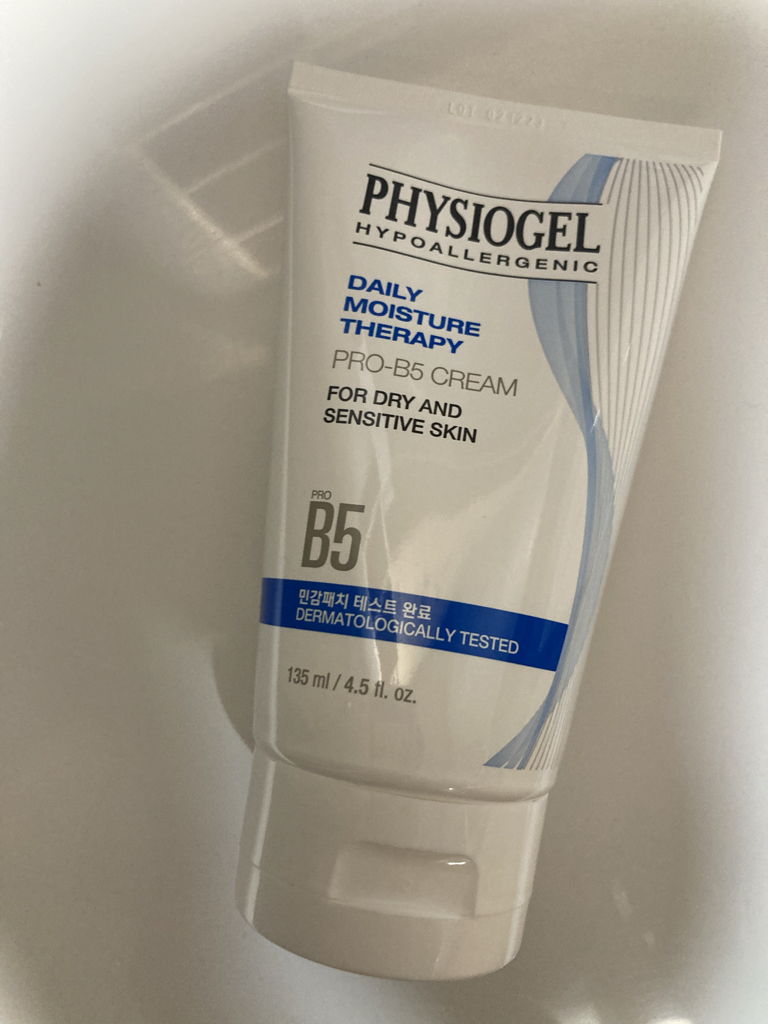 PHYSIOGEL
HYPOALLERGENIC
DAILY
MOISTURE
THERAPY
PRO-B5 CREAM
FOR DRY AND
SENSITIVE SKIN
PRO
B5
민감패치 테스트 완료
DERMATOLOGICALLY TESTED
135 ml / 4.5 fl. oz.